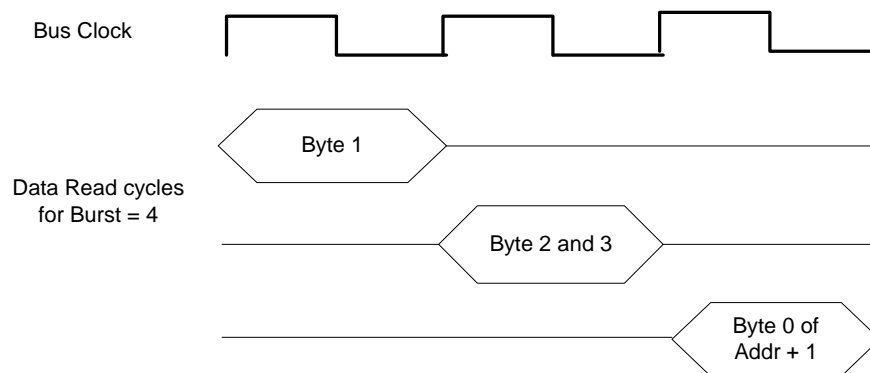 Bus Clock
Byte 1
Data Read cycles
for Burst = 4
Byte 2 and 3
Byte 0 of
Addr + 1